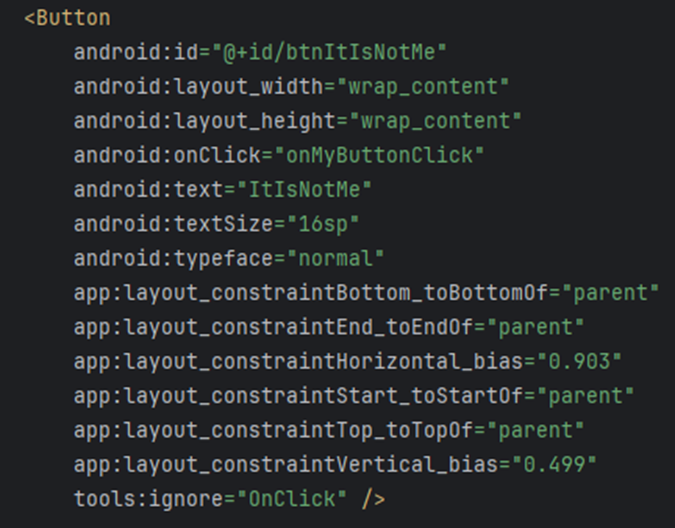 <Button
android:id="@+id/btnItIsNotMe"
android:layout_width="wrap_content"
android:layout_height="wrap_content"
android:onClick="onMyButtonClick"
android:text="ItIsNotMe"
android:textSize="16sp"
android:typeface="normal"
app:layout_constraintBottom_toBottomOf="parent"
app:layout_constraintEnd_toEndOf="parent"
app:layout_constraintHorizontal_bias="0.903"
app:layout_constraintStart_toStartOf="parent"
app:layout_constraintTop_toTopOf="parent"
app:layout_constraintVertical_bias="0.499"
tools:ignore="OnClick" />